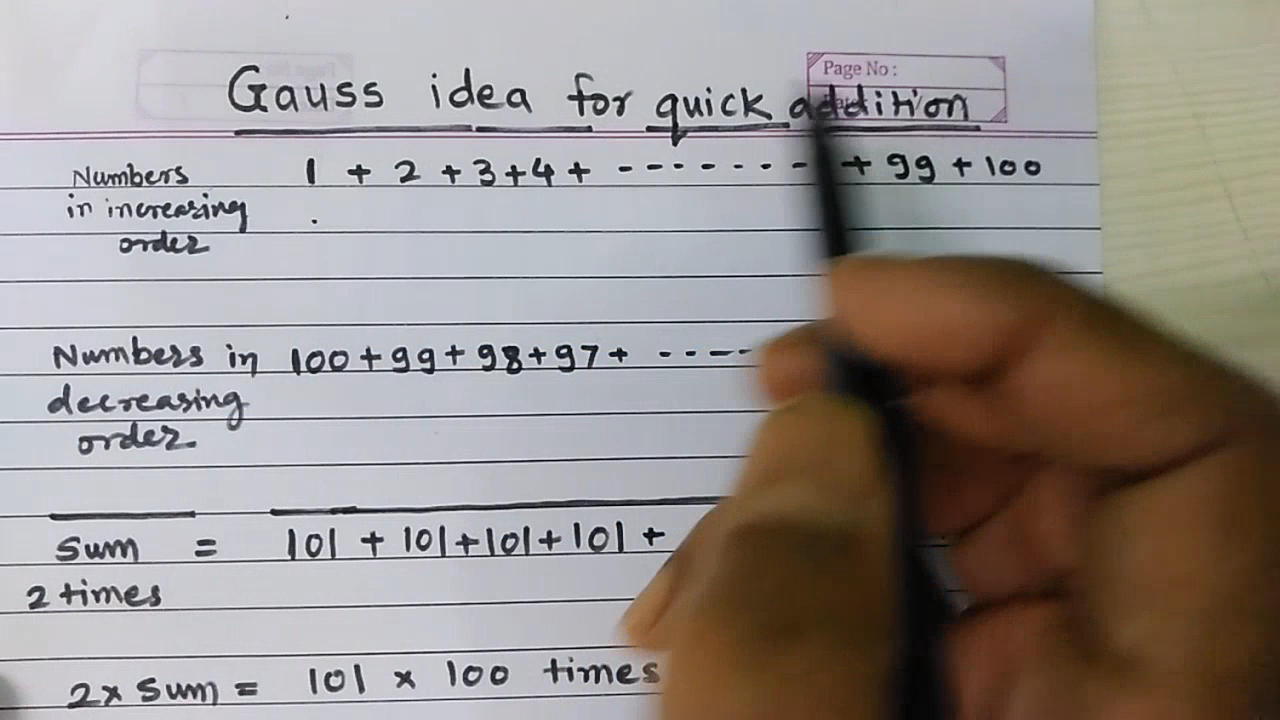 Page No :
Gauss idea for quick addition
Numbers 1 + 2 + 3 + 4 + - - - - - - - - + 99 + 100
in increasing
order
Numbers in 100 + 99 + 98 + 97 + - - - -
decreasing
order.
Sum = 101 + 101 + 101 + 101 +
2 times
2 x Sum = 101 x 100 times